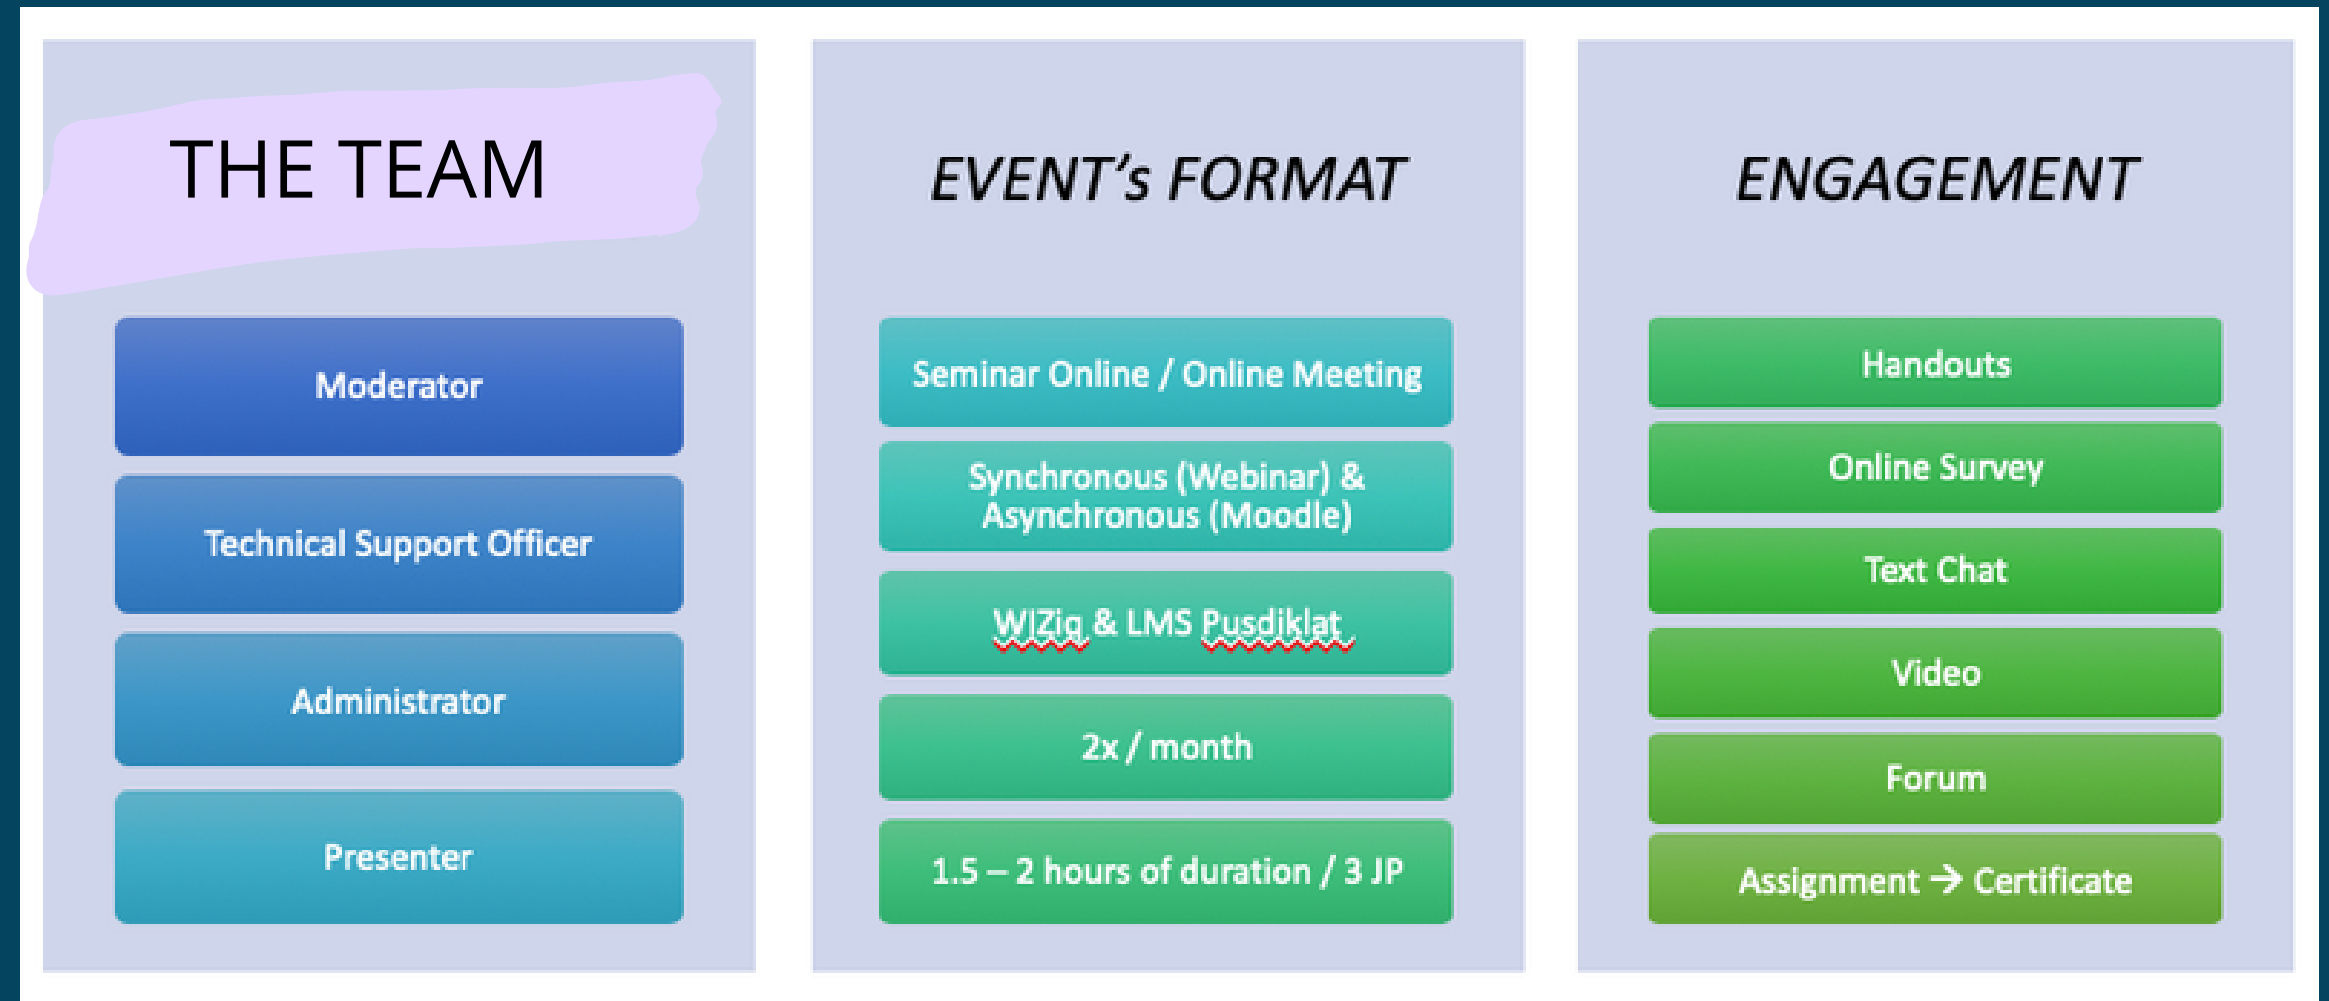 THE TEAM
Moderator
Technical Support Officer
Administrator
Presenter
EVENT's FORMAT
Seminar Online / Online Meeting
Synchronous (Webinar) &
Asynchronous (Moodle)
WIZiq & LMS Pusdiklat
2x / month
1.5 – 2 hours of duration / 3 JP
ENGAGEMENT
Handouts
Online Survey
Text Chat
Video
Forum
Assignment → Certificate